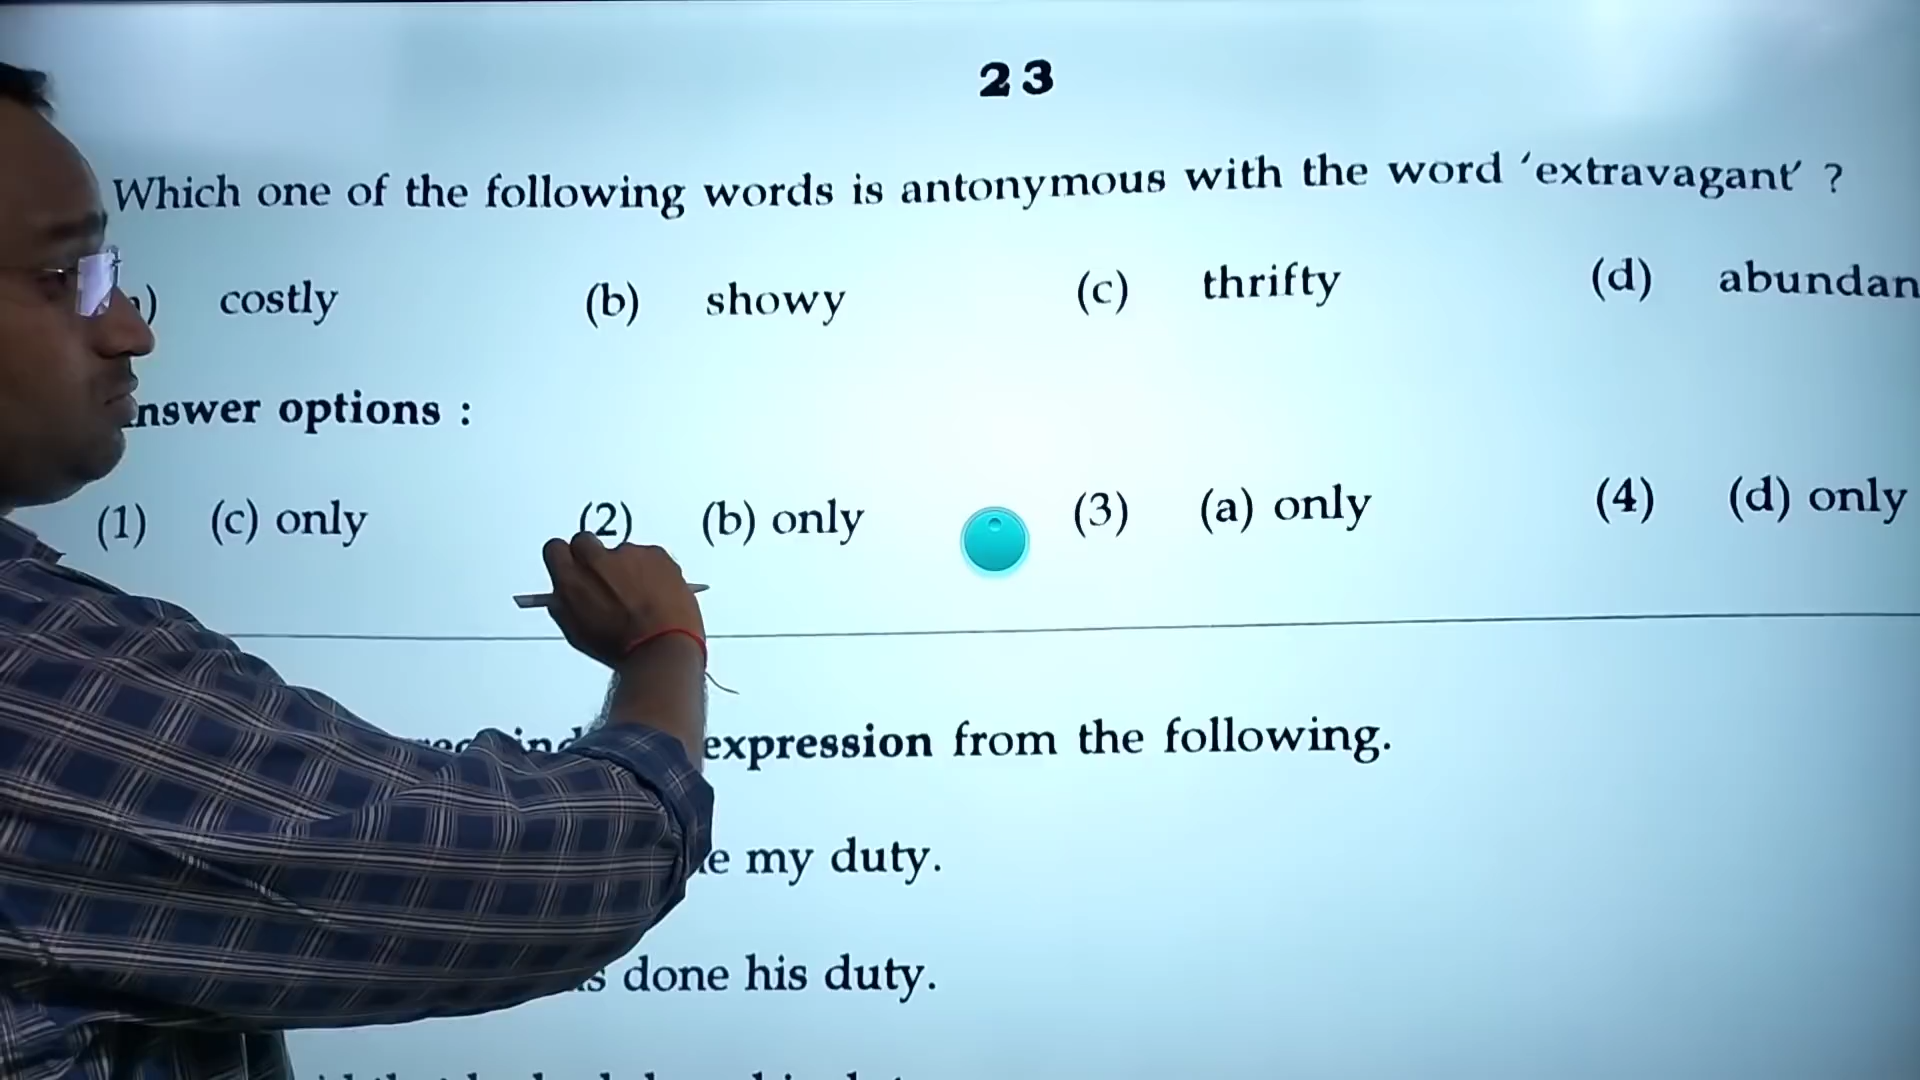 23
Which one of the following words is antonymous with the word ‘extravagant’ ?
costly (b) showy (c) thrifty (d) abundan
nswer options :
(1) (c) only (2) (b) only (3) (a) only (4) (d) only
expression from the following.
my duty.
done his duty.